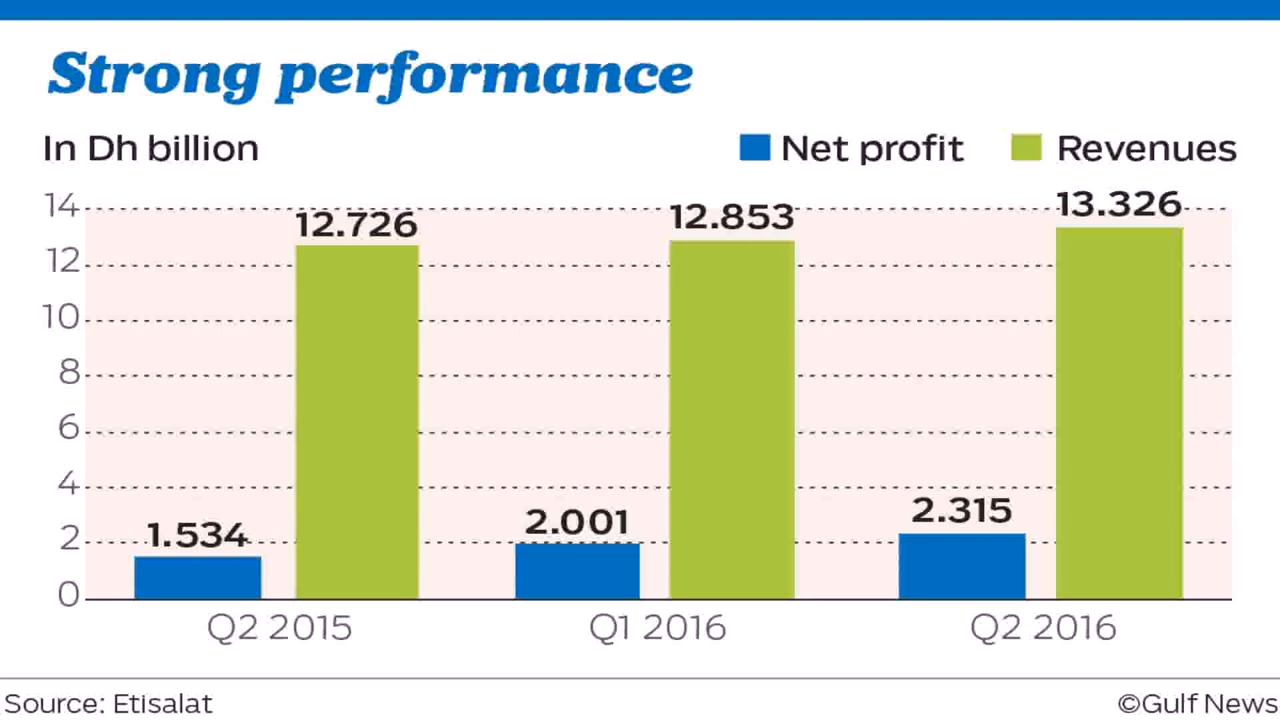 Strong performance
In Dh billion
Net profit
Revenues
14
12
10
8
6
4
2
0
1.534
12.726
2.001
12.853
2.315
13.326
Q2 2015
Q1 2016
Q2 2016
Source: Etisalat
©Gulf News